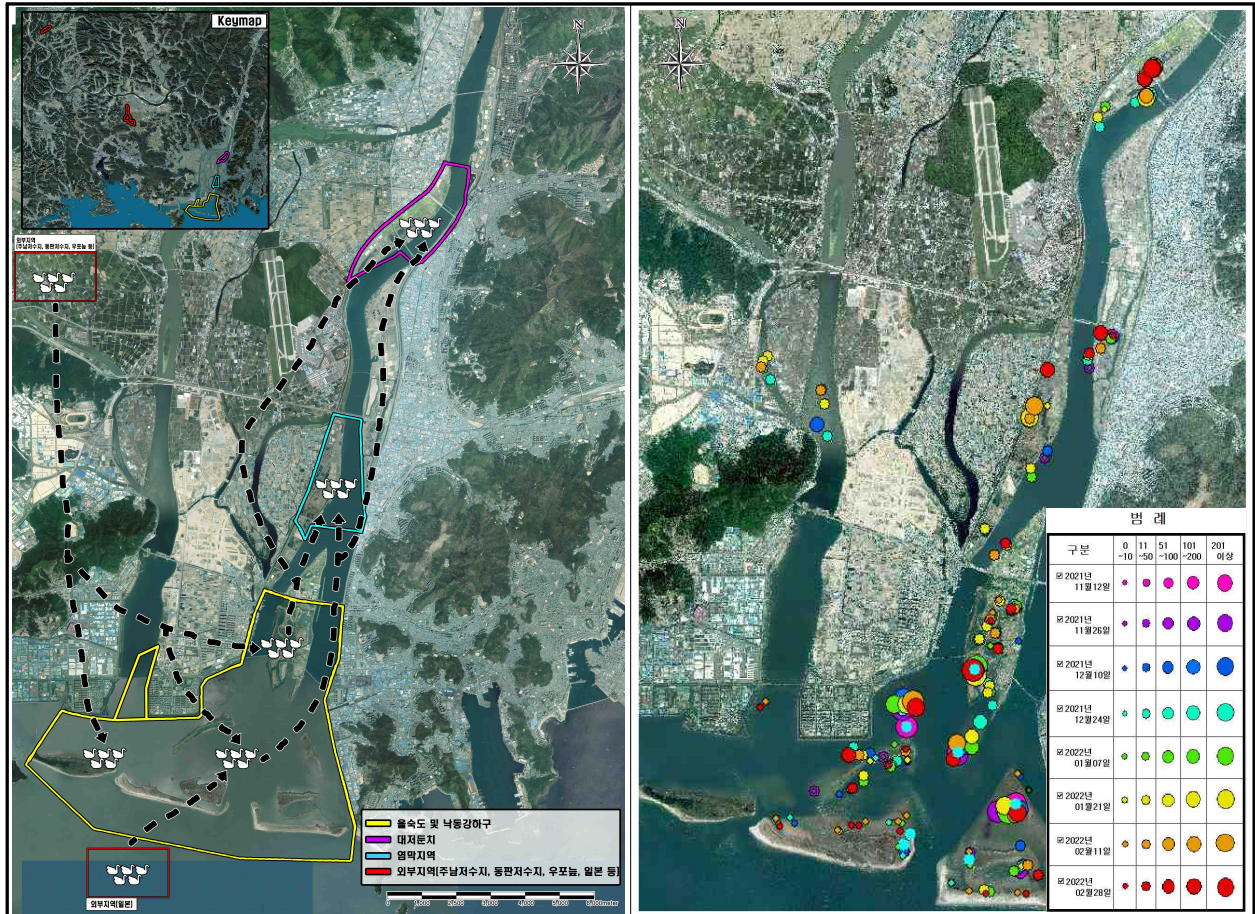 Keymap
N
외부지역
(주남저수지, 동판저수지, 우포늪 등)
외부지역(일본)
을숙도 및 낙동강하구
대저둔치
염막지역
외부지역(주남저수지, 동판저수지, 우포늪, 일본 등)
N
범 례
구분
0
~10
11
~50
51
~100
101
~200
201
이상
2021년
11월12일
2021년
11월26일
2021년
12월10일
2021년
12월24일
2022년
01월07일
2022년
01월21일
2022년
02월11일
2022년
02월28일